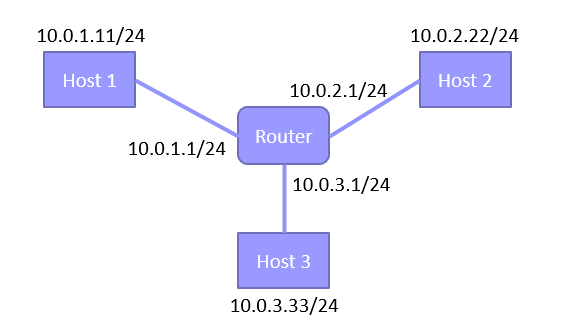 10.0.1.11/24
10.0.2.22/24
Host 1
Host 2
10.0.2.1/24
Router
10.0.1.1/24
10.0.3.1/24
Host 3
10.0.3.33/24